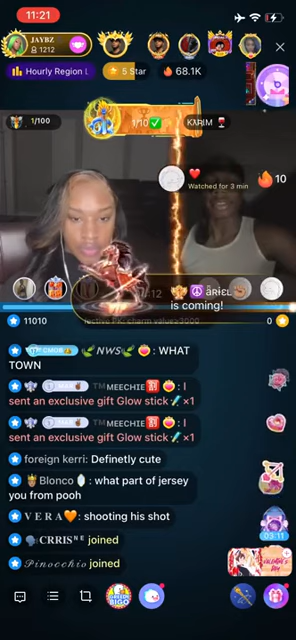 11:21
JAYBZ
1212
Hourly Region
5 Star
68.1K
1/100
1/10
KARIM
Watched for 3 min
10
is coming!
11010
0
NWS : WHAT
TOWN
MEECHIE : I
sent an exclusive gift Glow stick ×1
MEECHIE : I
sent an exclusive gift Glow stick ×1
foreign kerri: Definetly cute
Blonco : what part of jersey
you from pooh
VERA : shooting his shot
CRRIS joined
Pinocchio joined
03:11
BIGO